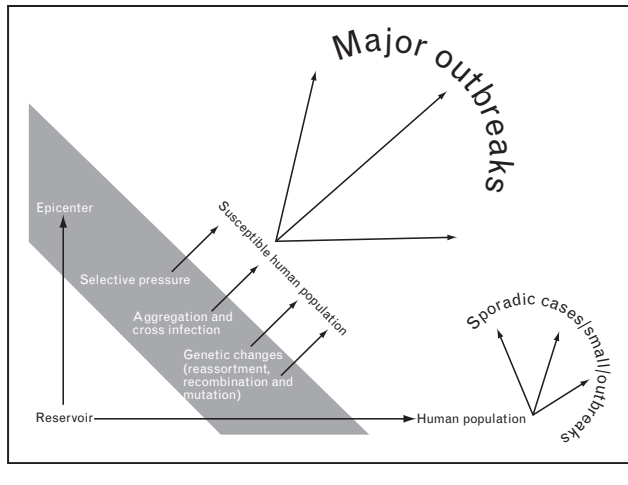 Major outbreaks
Epicenter
Susceptible human population
Selective pressure
Aggregation and
cross infection
Genetic changes
(reassortment,
recombination and
mutation)
Sporadic cases/small/outbreaks
Reservoir
Human population